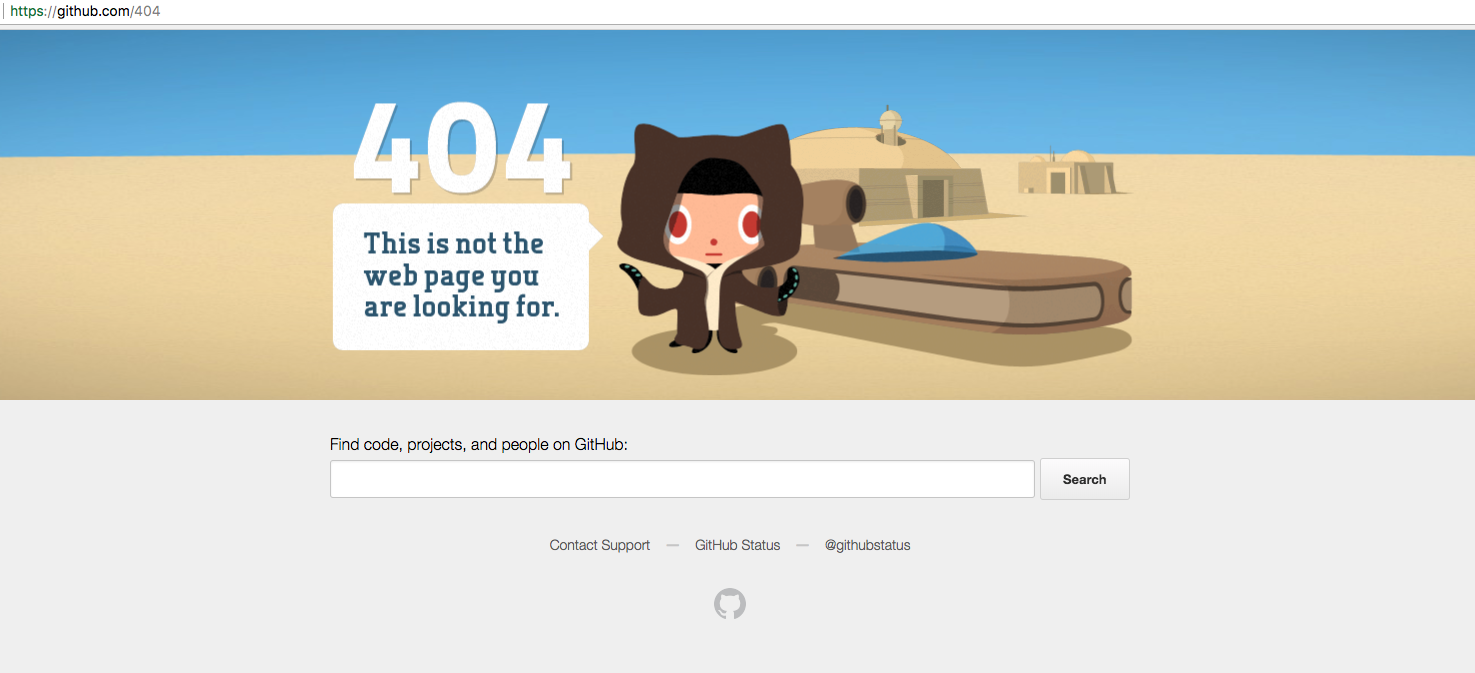 https://github.com/404
404
This is not the
web page you
are looking for.
Find code, projects, and people on GitHub:
Search
Contact Support — GitHub Status — @githubstatus